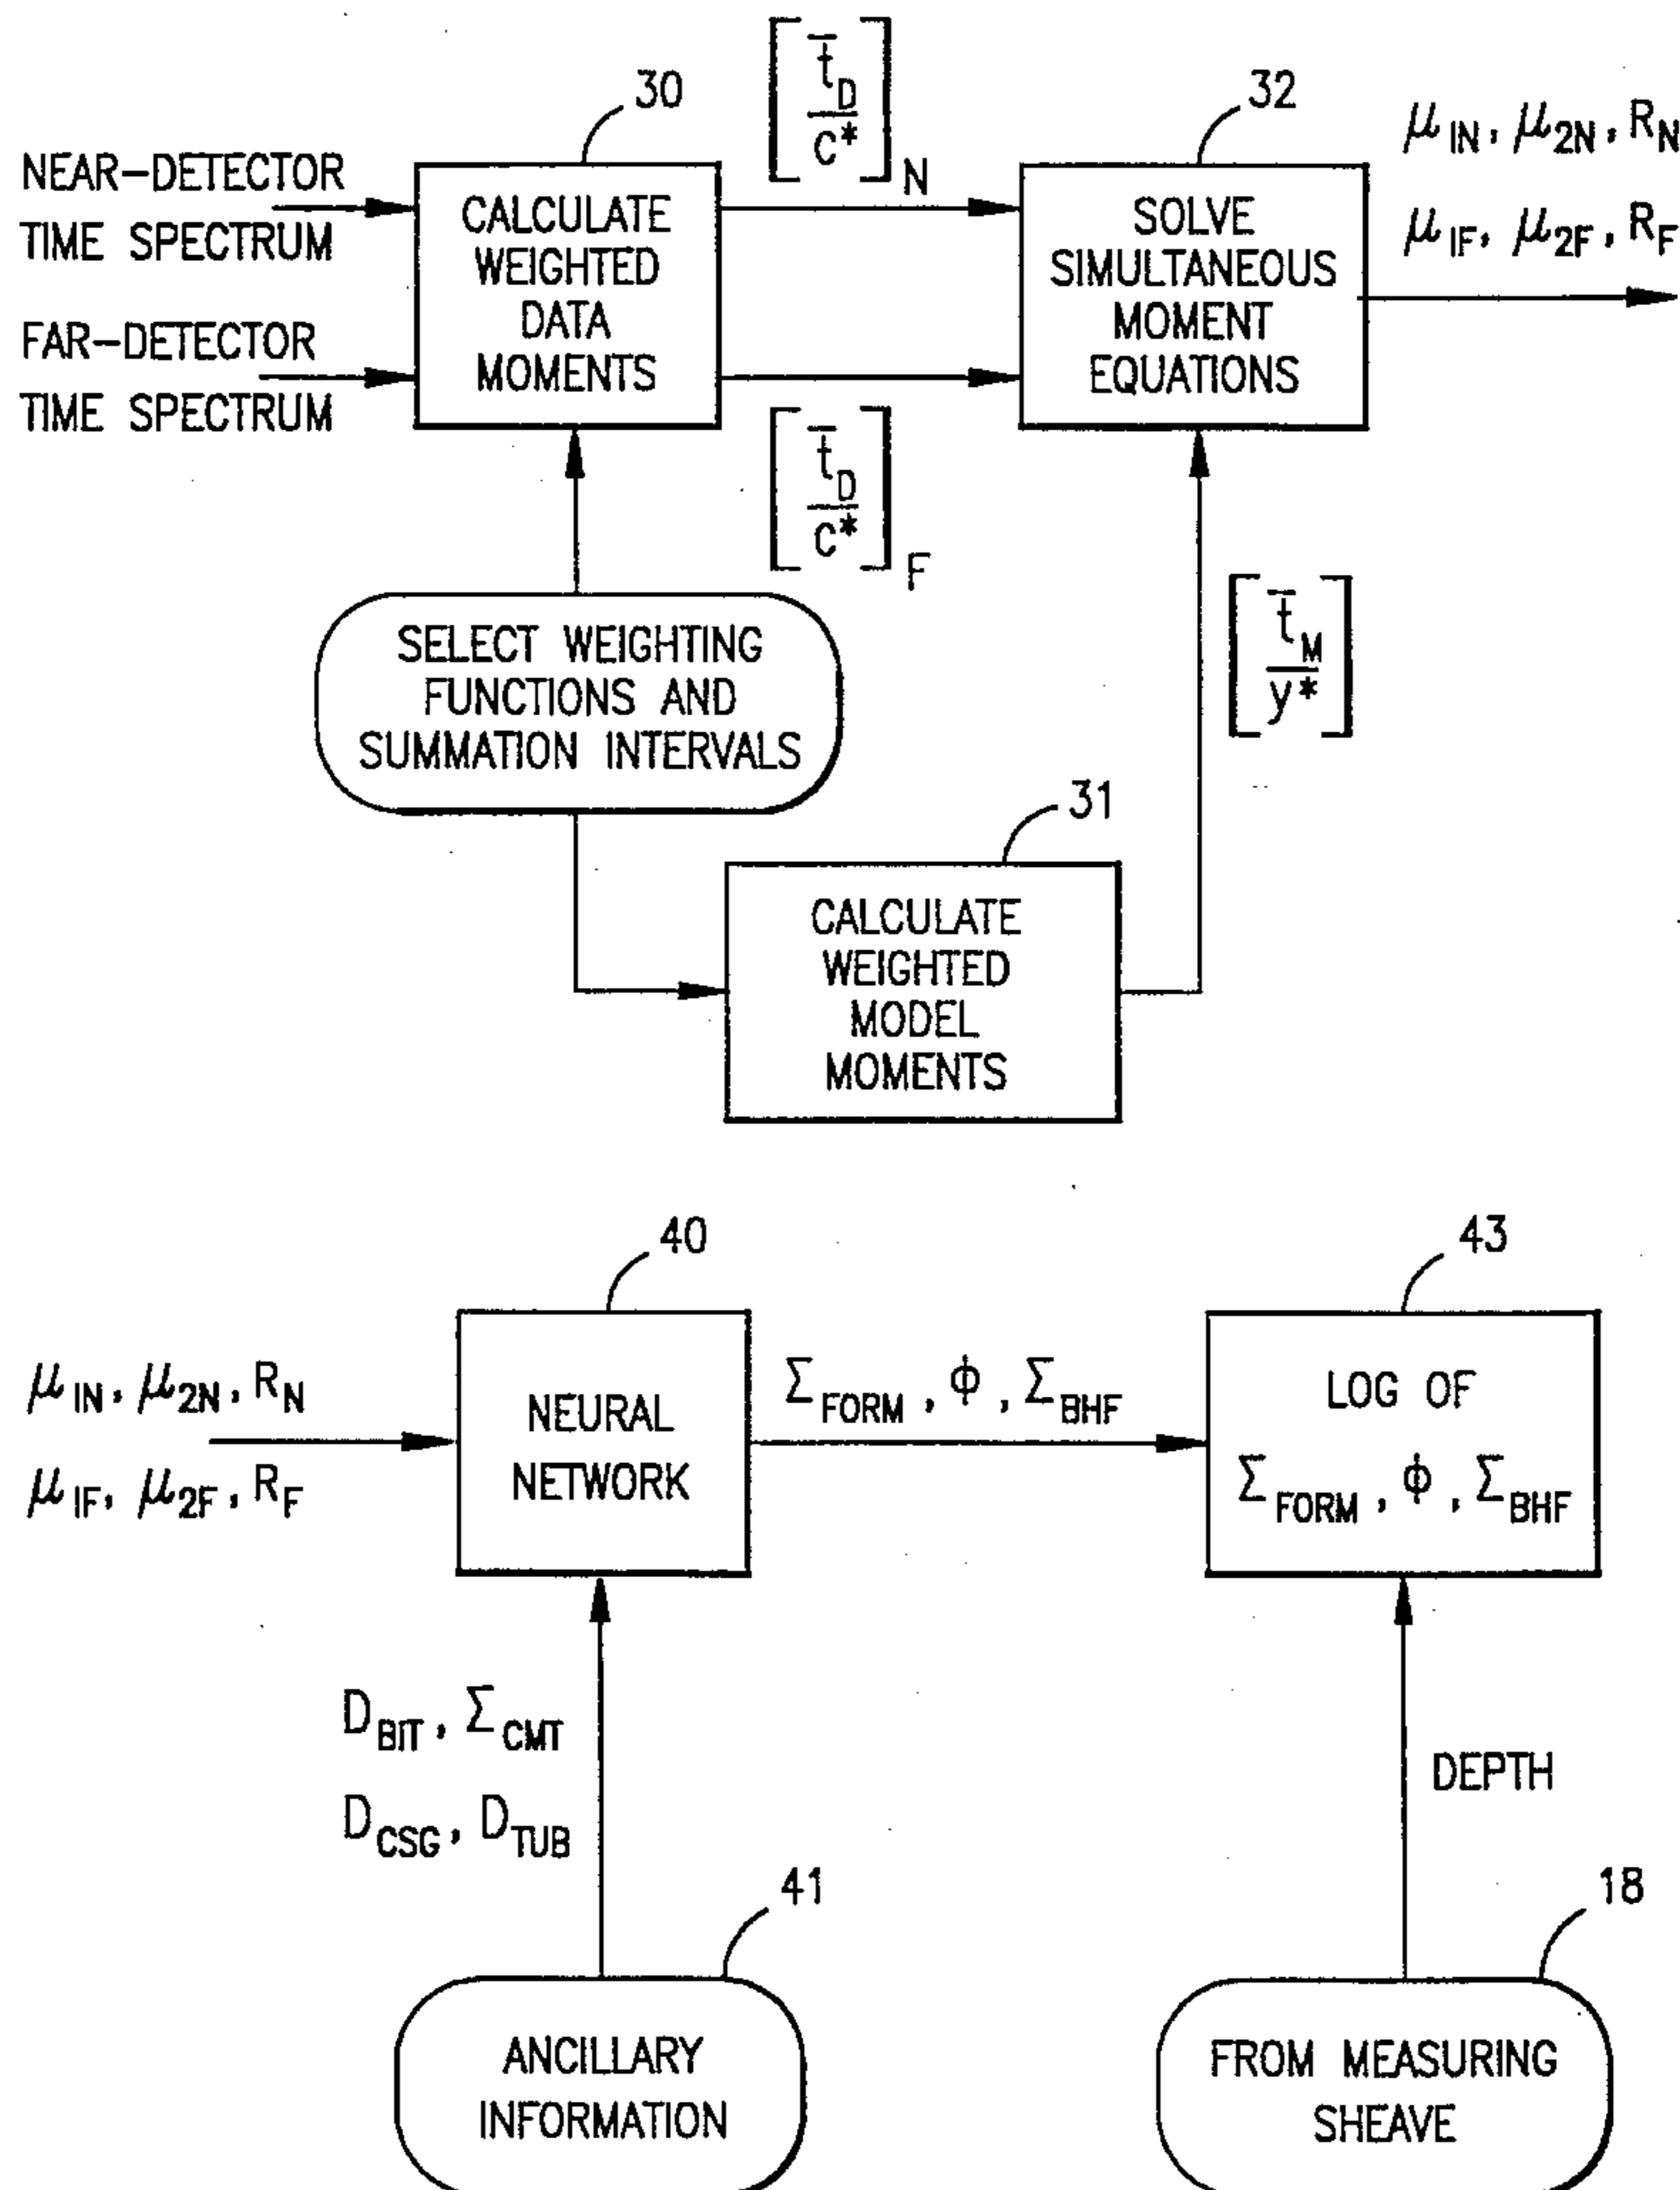 30
[t̄_D / C*]_N
32
μ_1N, μ_2N, R_N
μ_1F, μ_2F, R_F
NEAR-DETECTOR
TIME SPECTRUM
FAR-DETECTOR
TIME SPECTRUM
CALCULATE
WEIGHTED
DATA
MOMENTS
SOLVE
SIMULTANEOUS
MOMENT
EQUATIONS
[t̄_D / C*]_F
SELECT WEIGHTING
FUNCTIONS AND
SUMMATION INTERVALS
[t̄_M / y*]
31
CALCULATE
WEIGHTED
MODEL
MOMENTS
40
43
μ_1N, μ_2N, R_N
μ_1F, μ_2F, R_F
NEURAL
NETWORK
Σ_FORM, ϕ, Σ_BHF
LOG OF
Σ_FORM, ϕ, Σ_BHF
D_BIT, Σ_CMT
D_CSG, D_TUB
DEPTH
41
18
ANCILLARY
INFORMATION
FROM MEASURING
SHEAVE